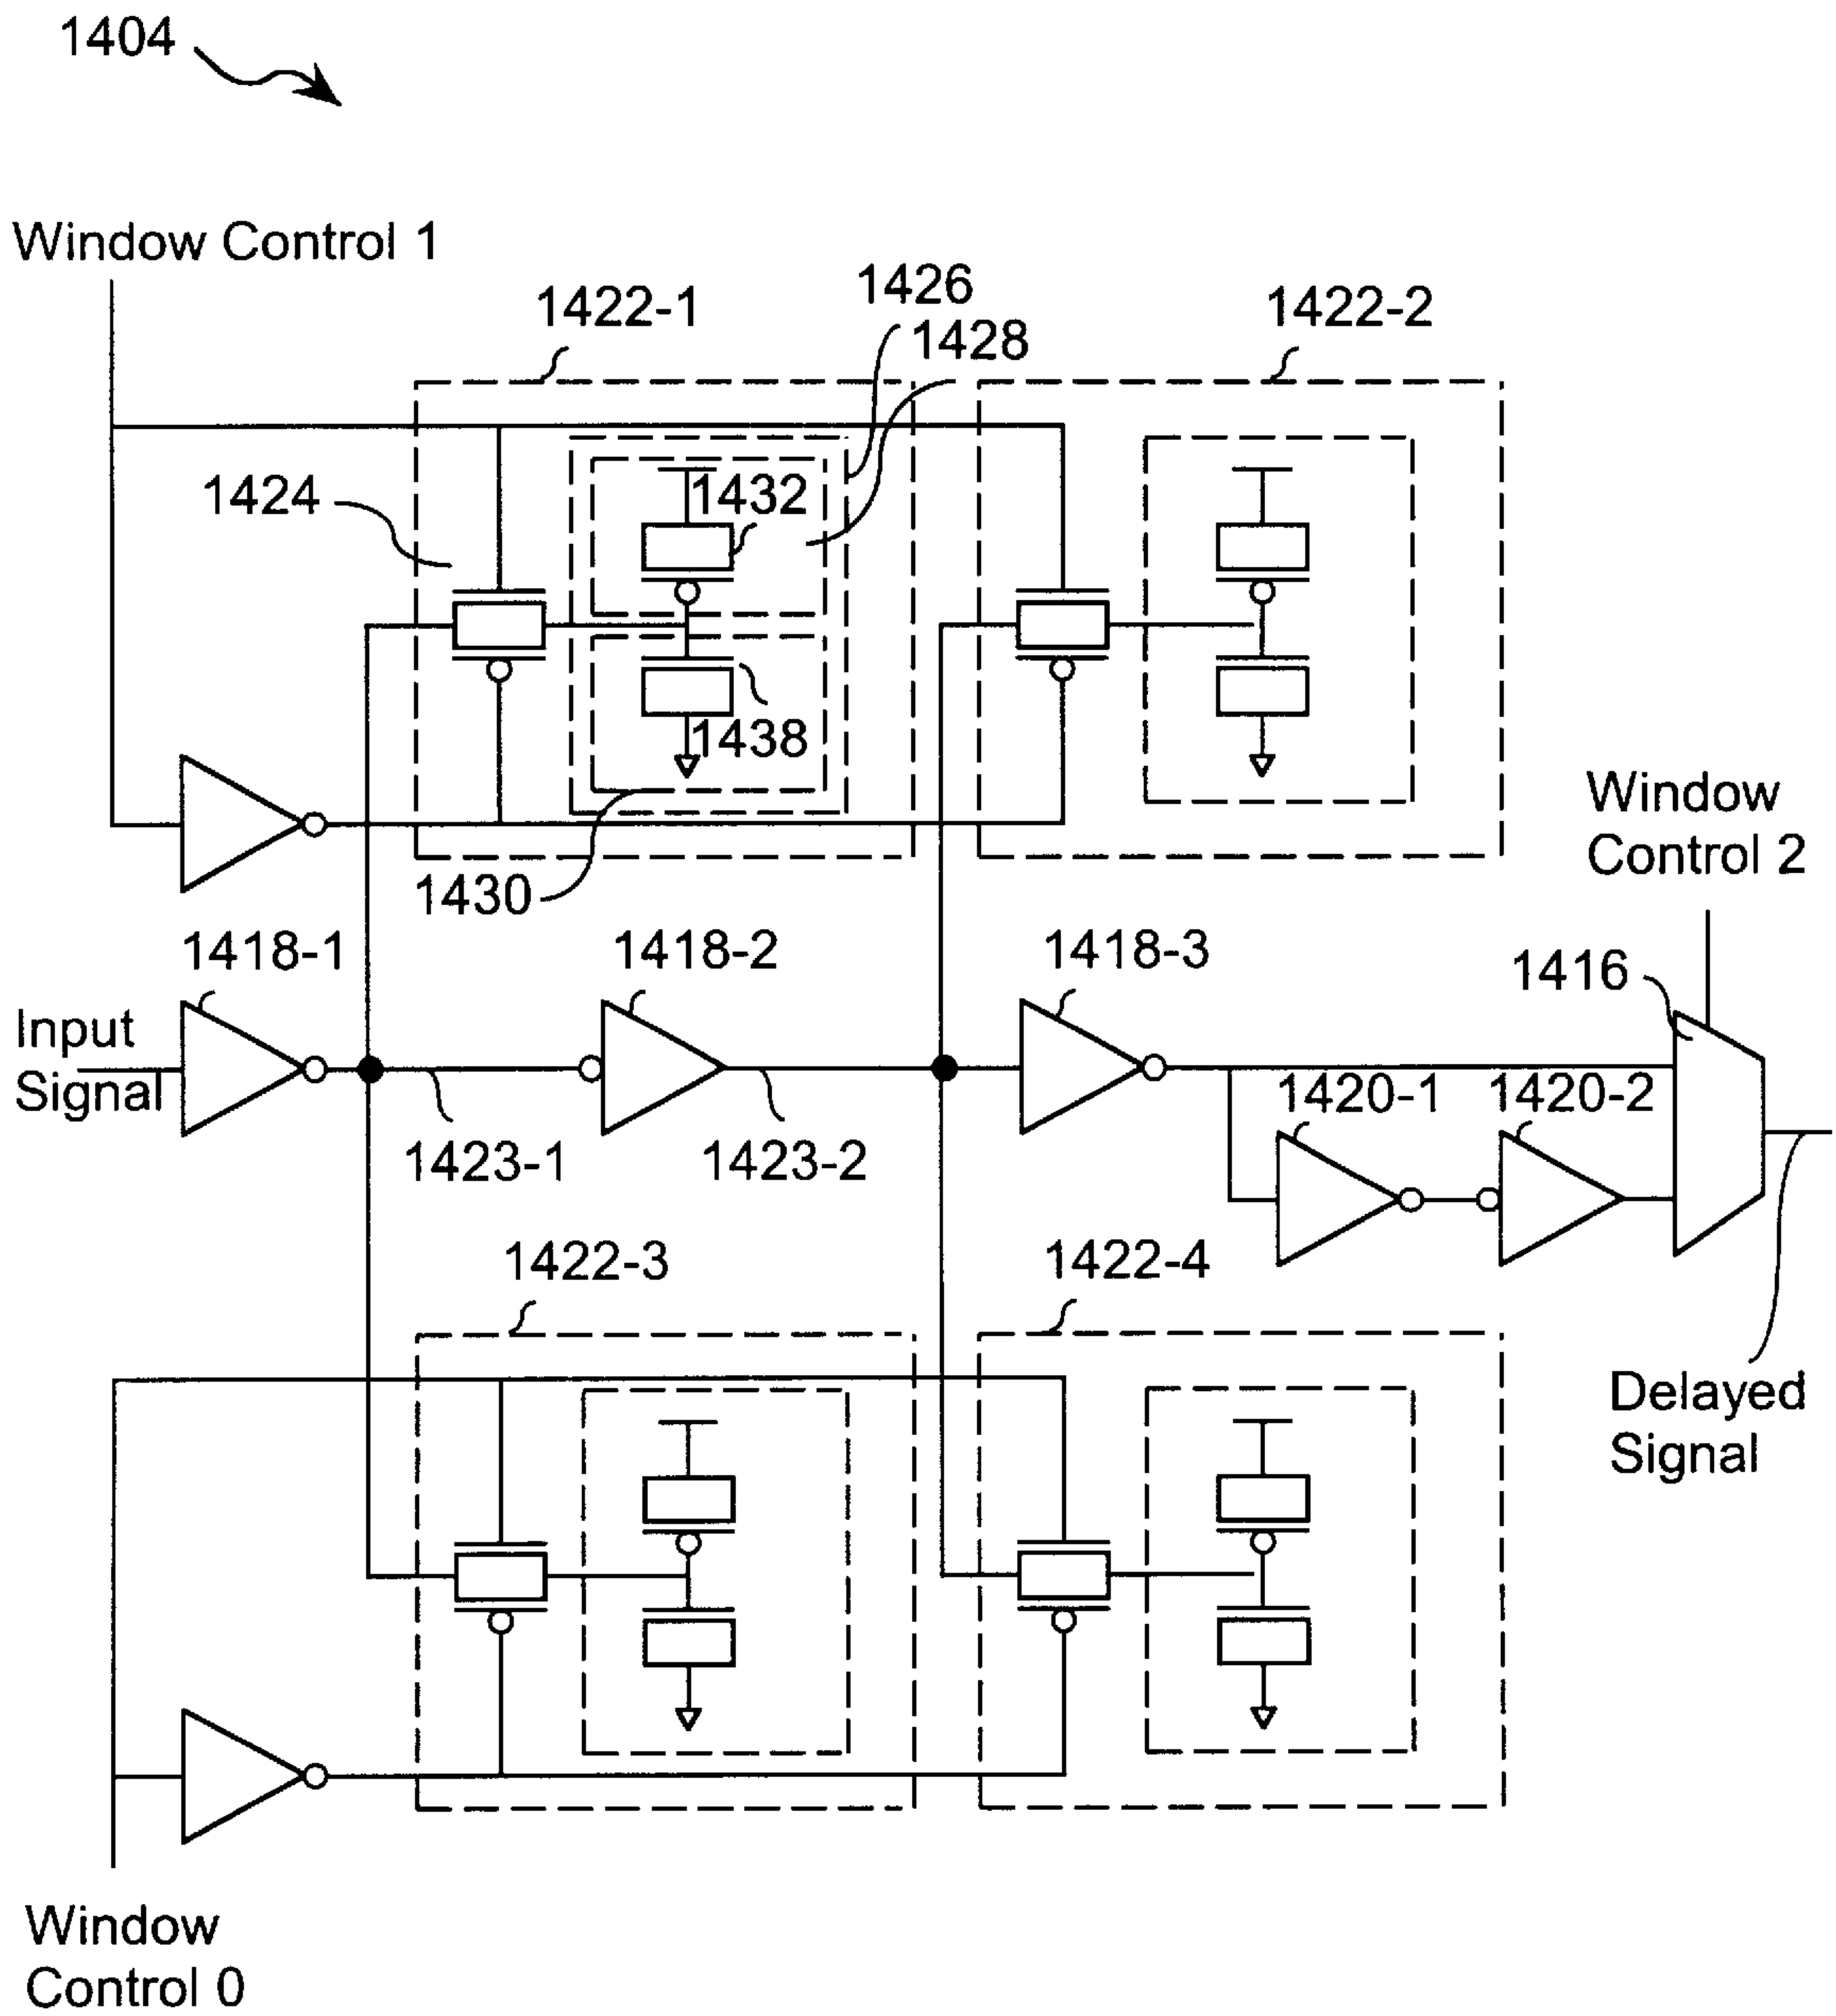 1404
Window Control 1
1422-1
1426
1428
1422-2
1424
1432
1438
1430
Window
Control 2
1418-1
1418-2
1418-3
1416
Input
Signal
1423-1
1423-2
1420-1
1420-2
1422-3
1422-4
Delayed
Signal
Window
Control 0